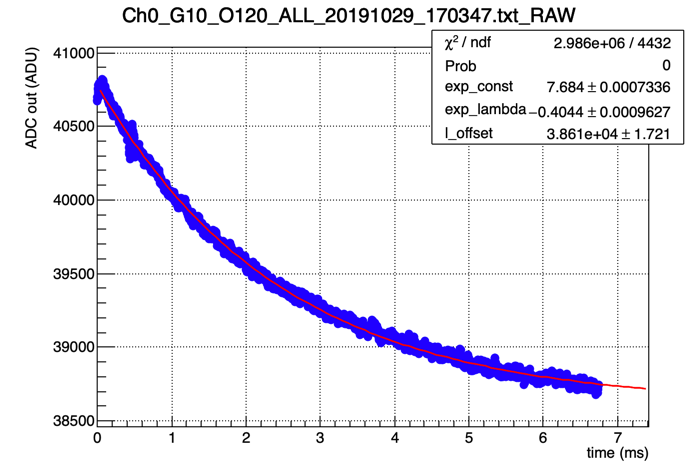 Ch0_G10_O120_ALL_20191029_170347.txt_RAW
χ² / ndf 2.986e+06 / 4432
Prob 0
exp_const 7.684 ± 0.0007336
exp_lambda −0.4044 ± 0.0009627
l_offset 3.861e+04 ± 1.721
ADC out (ADU)
41000
40500
40000
39500
39000
38500
0 1 2 3 4 5 6 7
time (ms)